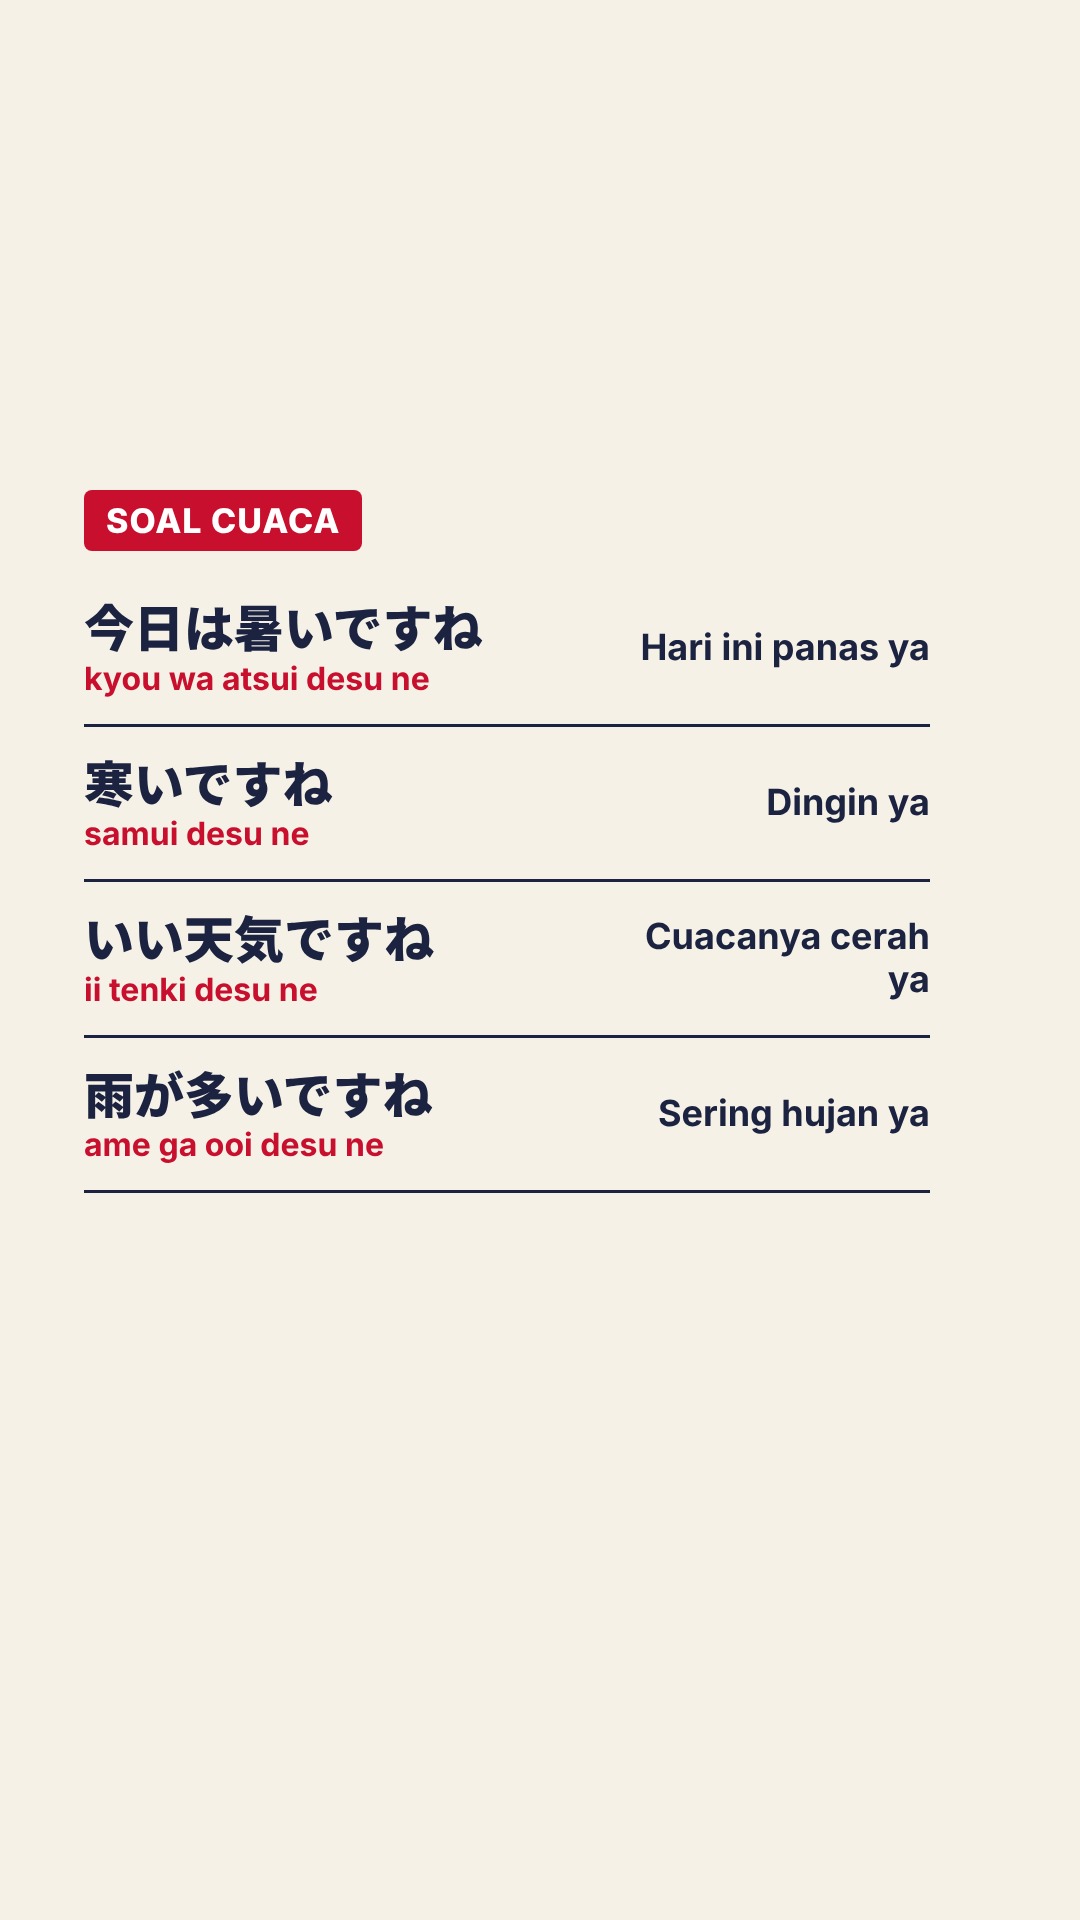 SOAL CUACA
今日は暑いですね
kyou wa atsui desu ne
Hari ini panas ya
寒いですね
samui desu ne
Dingin ya
いい天気ですね
ii tenki desu ne
Cuacanya cerah
ya
雨が多いですね
ame ga ooi desu ne
Sering hujan ya